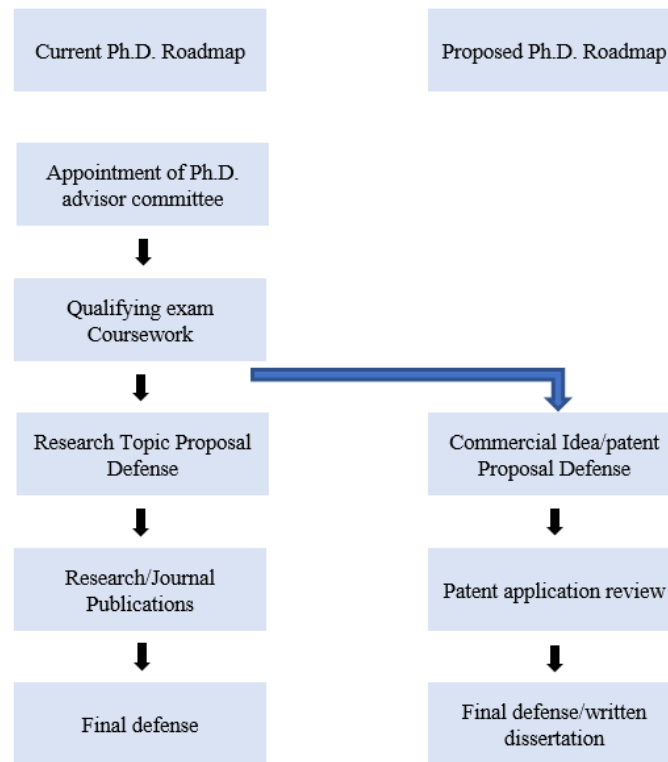 Current Ph.D. Roadmap
Proposed Ph.D. Roadmap
Appointment of Ph.D.
advisor committee
Qualifying exam
Coursework
Research Topic Proposal
Defense
Commercial Idea/patent
Proposal Defense
Research/Journal
Publications
Patent application review
Final defense
Final defense/written
dissertation